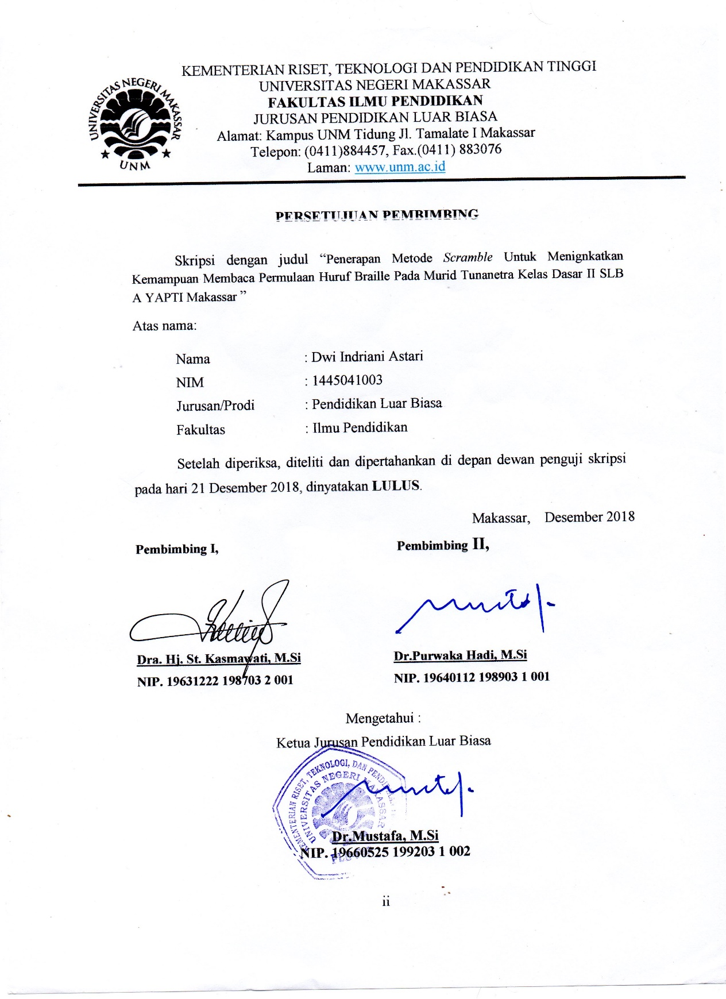 KEMENTERIAN RISET, TEKNOLOGI DAN PENDIDIKAN TINGGI
UNIVERSITAS NEGERI MAKASSAR
FAKULTAS ILMU PENDIDIKAN
JURUSAN PENDIDIKAN LUAR BIASA
Alamat: Kampus UNM Tidung Jl. Tamalate I Makassar
Telepon: (0411)884457, Fax.(0411) 883076
Laman: www.unm.ac.id
UNIVERSITAS NEGERI MAKASSAR
UNM
PERSETUJUAN PEMBIMBING
Skripsi dengan judul “Penerapan Metode Scramble Untuk Menignkatkan
Kemampuan Membaca Permulaan Huruf Braille Pada Murid Tunanetra Kelas Dasar II SLB
A YAPTI Makassar ”
Atas nama:
Nama : Dwi Indriani Astari
NIM : 1445041003
Jurusan/Prodi : Pendidikan Luar Biasa
Fakultas : Ilmu Pendidikan
Setelah diperiksa, diteliti dan dipertahankan di depan dewan penguji skripsi
pada hari 21 Desember 2018, dinyatakan LULUS.
Makassar, Desember 2018
Pembimbing I, Pembimbing II,
Dra. Hj. St. Kasmawati, M.Si Dr.Purwaka Hadi, M.Si
NIP. 19631222 198703 2 001 NIP. 19640112 198903 1 001
Mengetahui :
Ketua Jurusan Pendidikan Luar Biasa
KEMENTERIAN RISET, TEKNOLOGI, DAN
UNIVERSITAS NEGERI MAKASSAR
Dr.Mustafa, M.Si
NIP. 19660525 199203 1 002
ii